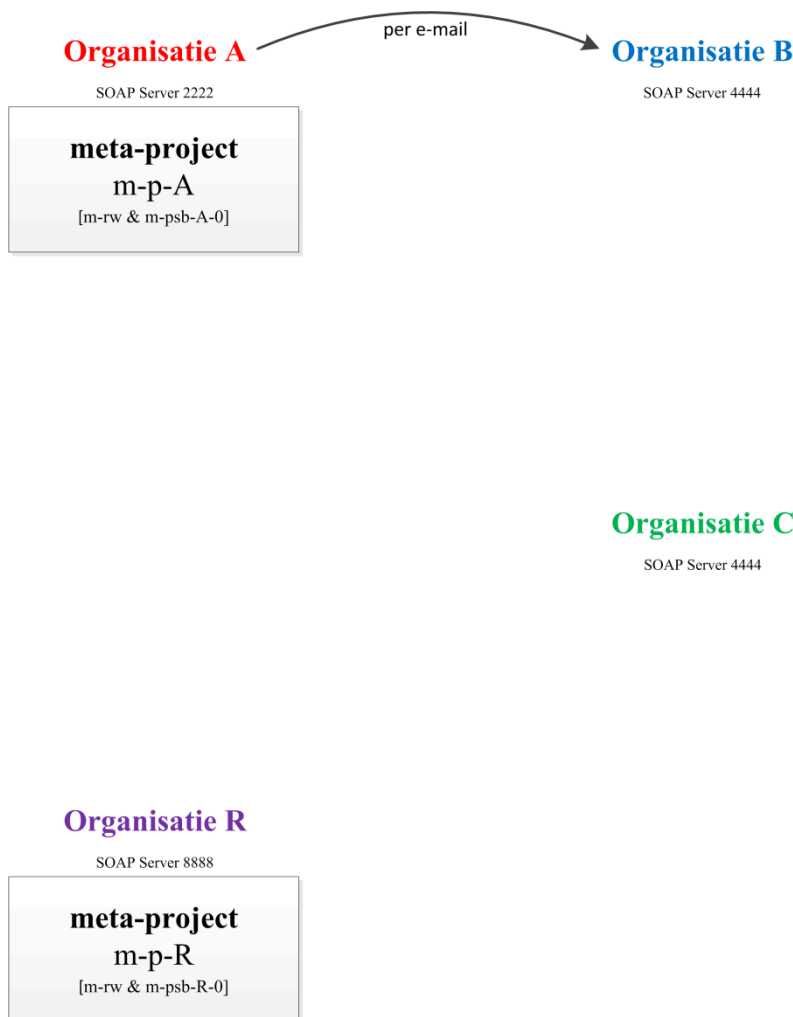 per e-mail
Organisatie A
Organisatie B
SOAP Server 2222
SOAP Server 4444
meta-project
m-p-A
[m-rw & m-psb-A-0]
Organisatie C
SOAP Server 4444
Organisatie R
SOAP Server 8888
meta-project
m-p-R
[m-rw & m-psb-R-0]